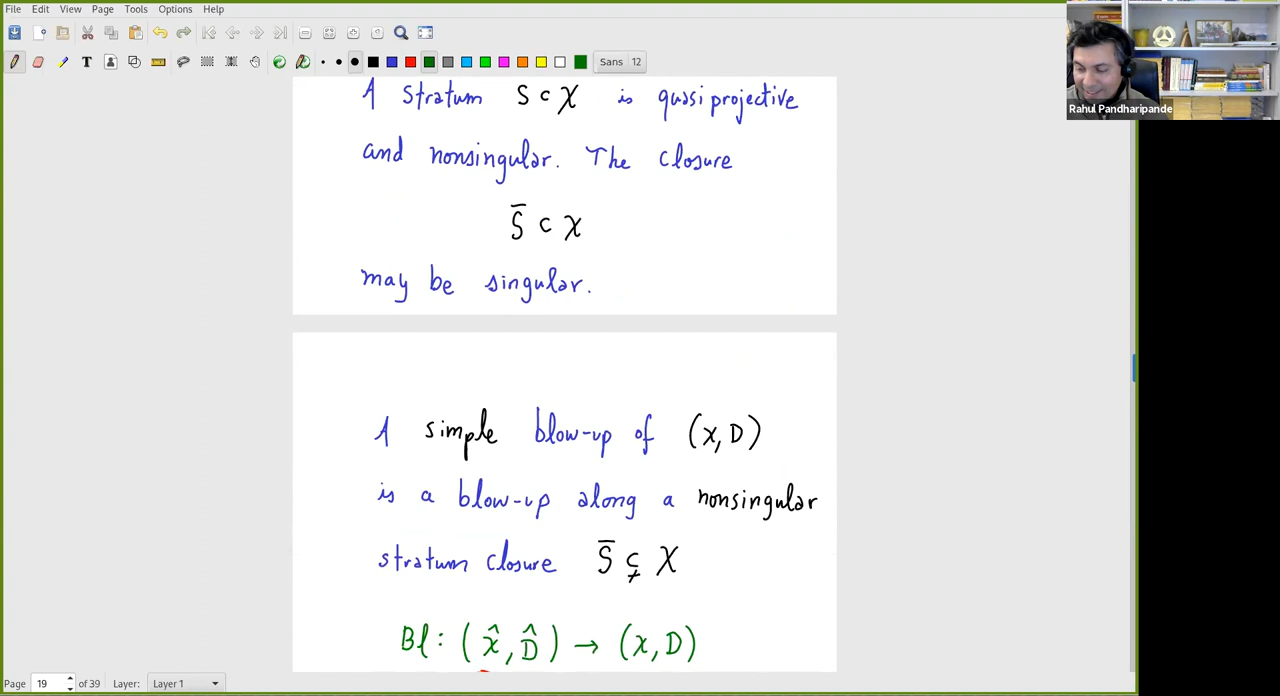 File Edit View Page Tools Options Help
Sans 12
Rahul Pandharipande
A stratum S ⊂ X is quasiprojective
and nonsingular. The closure
S̄ ⊂ X
may be singular.
A simple blow-up of (X, D)
is a blow-up along a nonsingular
stratum closure S̄ ⊊ X
Bl: (X̂, D̂) → (X, D)
Page 19 of 39 Layer: Layer 1